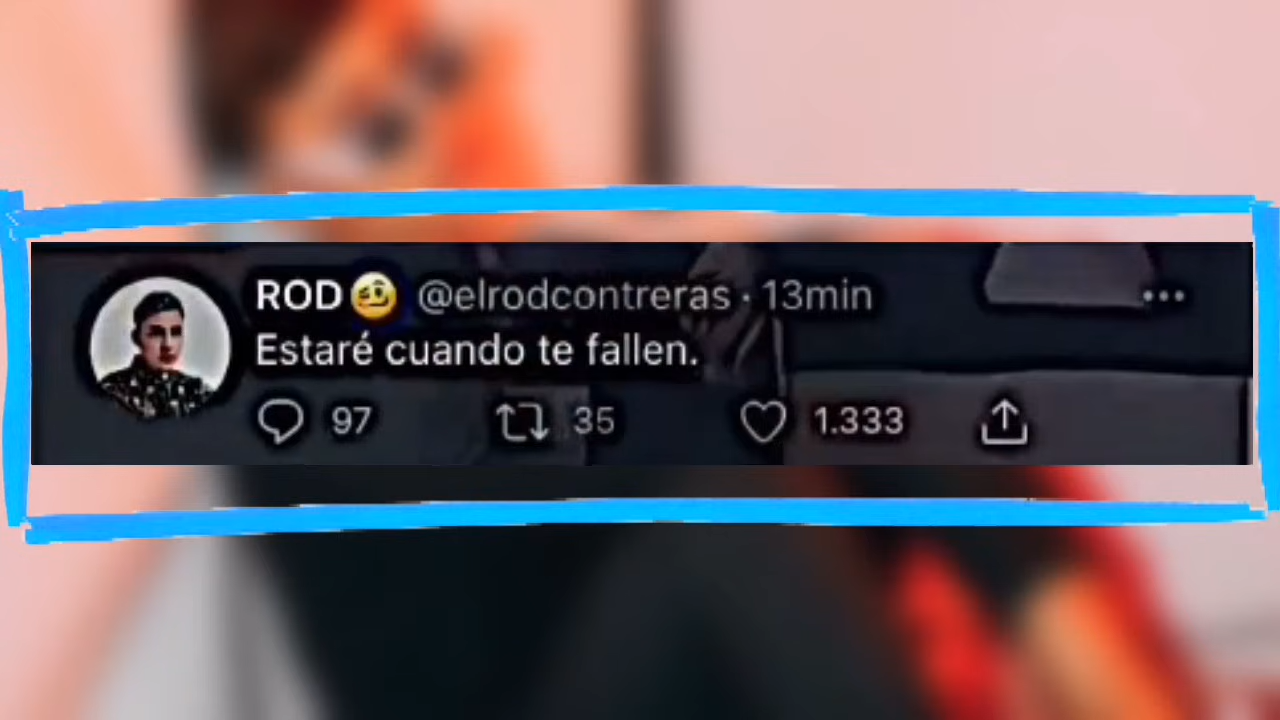 ROD🥴 @elrodcontreras · 13min
Estaré cuando te fallen.
97 35 1.333